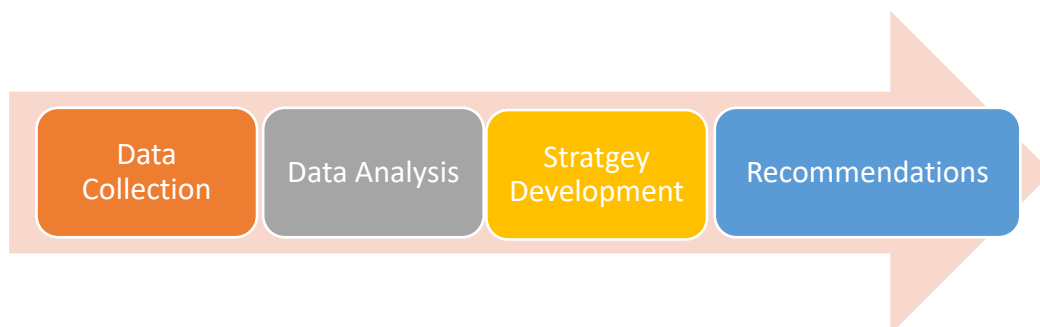 Data
Collection
Data Analysis
Stratgey
Development
Recommendations